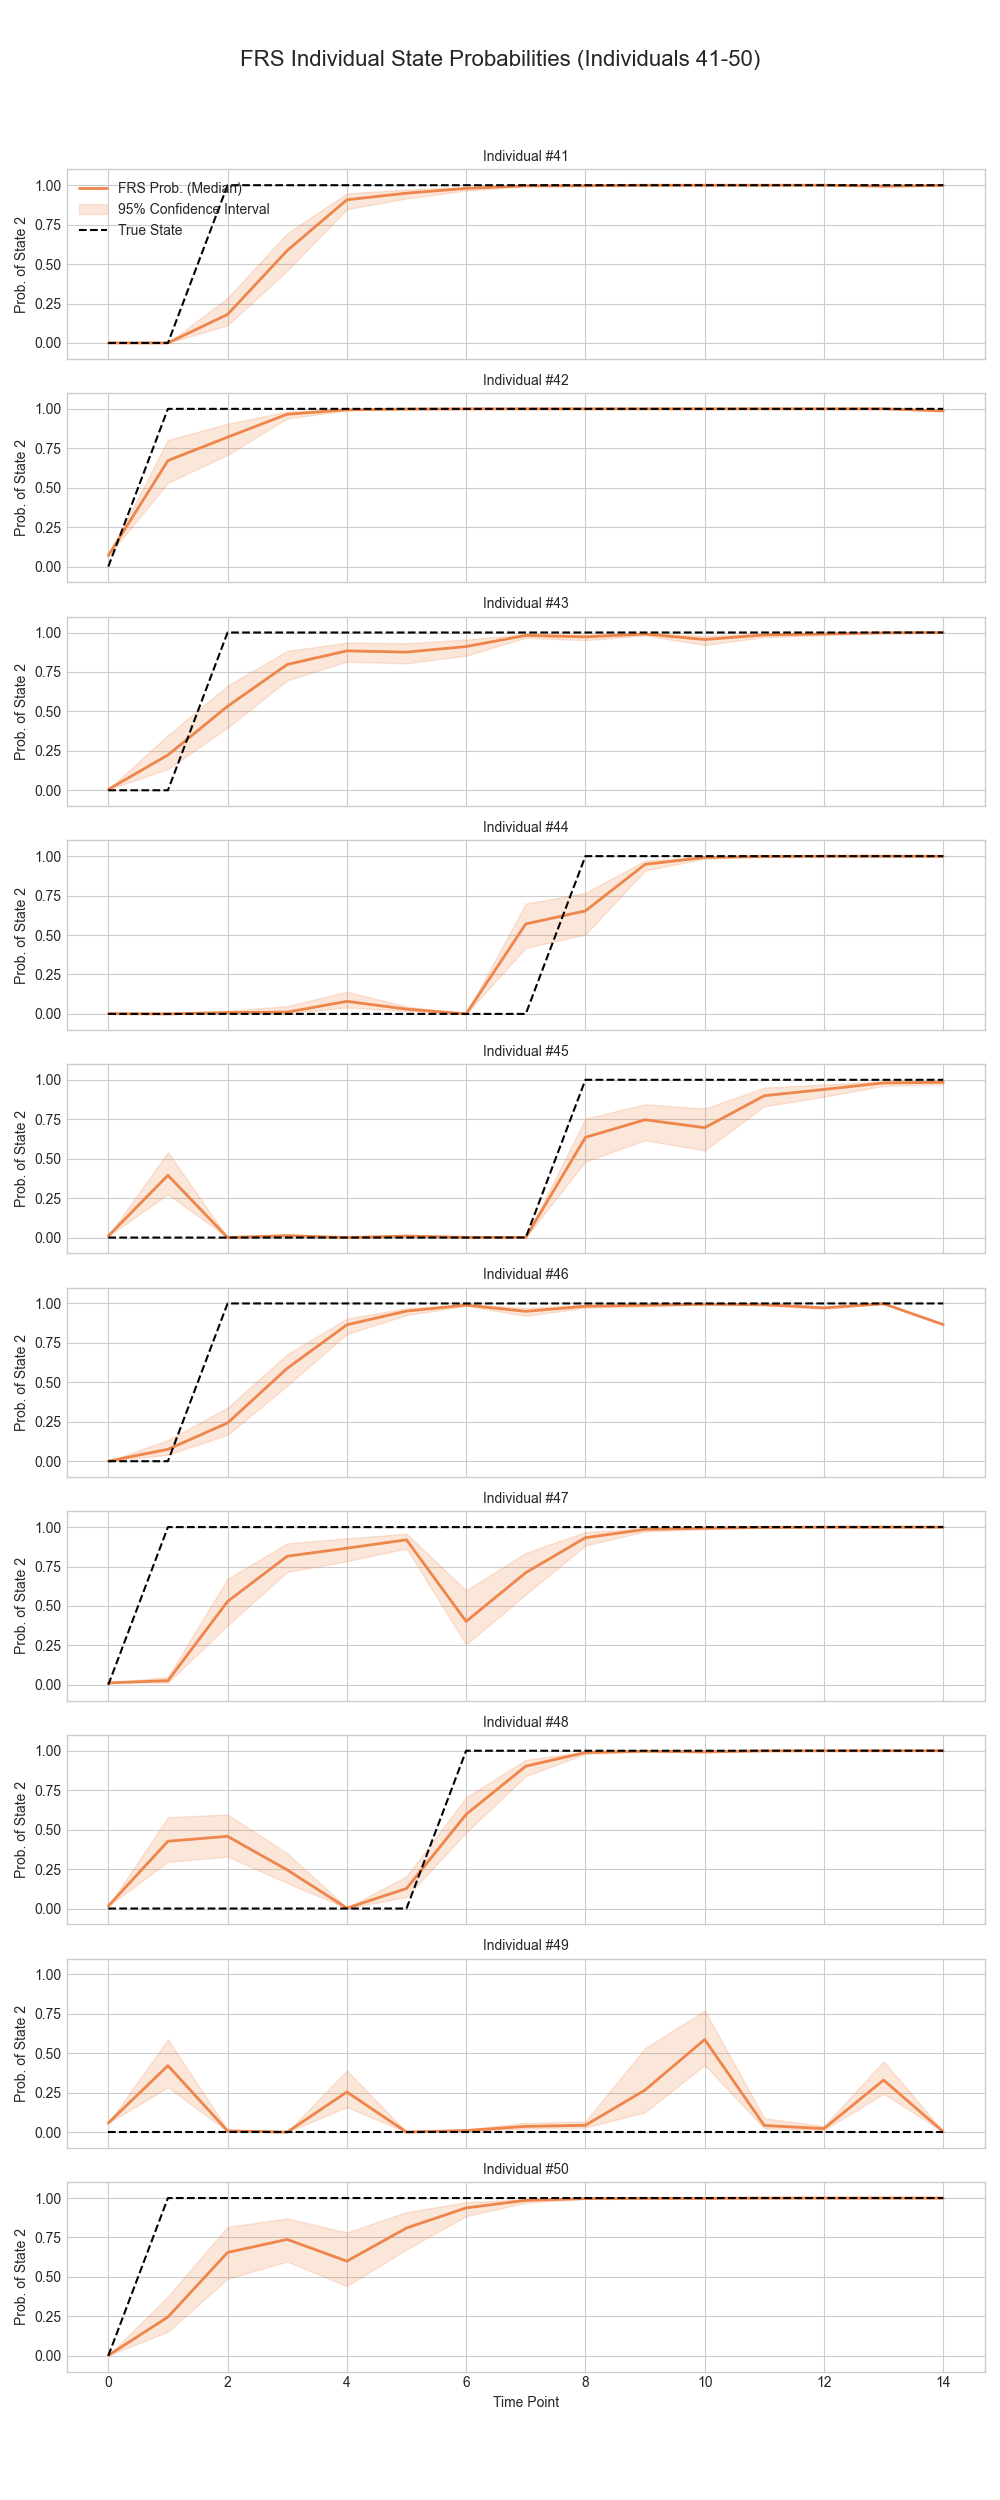 FRS Individual State Probabilities (Individuals 41-50)
Individual #41
FRS Prob. (Median)
95% Confidence Interval
True State
Prob. of State 2
1.00
0.75
0.50
0.25
0.00
Individual #42
Prob. of State 2
1.00
0.75
0.50
0.25
0.00
Individual #43
Prob. of State 2
1.00
0.75
0.50
0.25
0.00
Individual #44
Prob. of State 2
1.00
0.75
0.50
0.25
0.00
Individual #45
Prob. of State 2
1.00
0.75
0.50
0.25
0.00
Individual #46
Prob. of State 2
1.00
0.75
0.50
0.25
0.00
Individual #47
Prob. of State 2
1.00
0.75
0.50
0.25
0.00
Individual #48
Prob. of State 2
1.00
0.75
0.50
0.25
0.00
Individual #49
Prob. of State 2
1.00
0.75
0.50
0.25
0.00
Individual #50
Prob. of State 2
1.00
0.75
0.50
0.25
0.00
0 2 4 6 8 10 12 14
Time Point